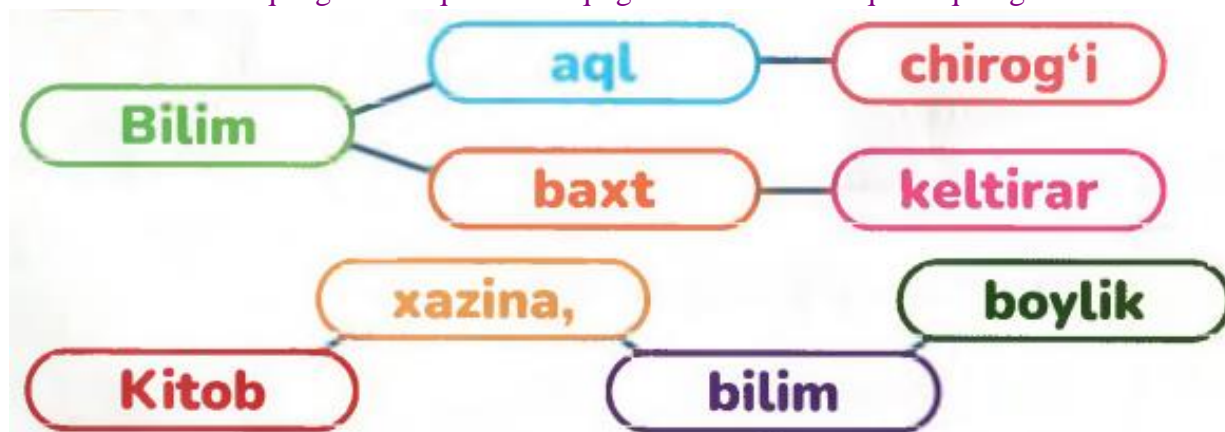 Bilim
aql
chirog‘i
baxt
keltirar
Kitob
xazina,
bilim
boylik